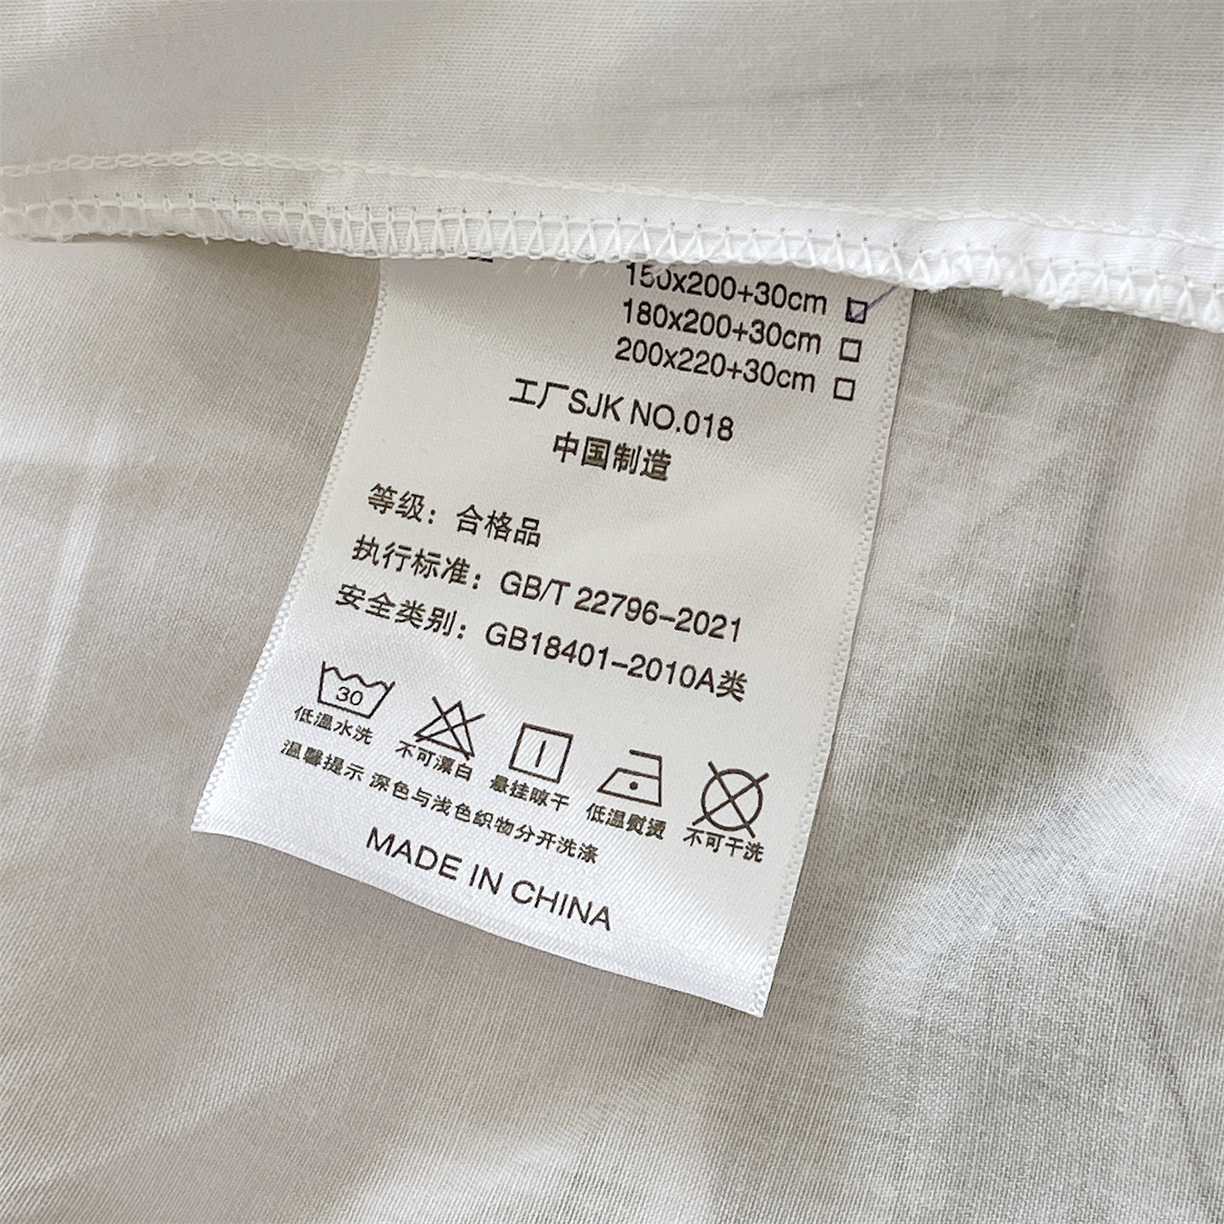 150x200+30cm
180x200+30cm
200x220+30cm
工厂SJK NO.018
中国制造
等级：合格品
执行标准：GB/T 22796-2021
安全类别：GB18401-2010A类
30
低温水洗 不可漂白 悬挂晾干 低温熨烫 不可干洗
温馨提示 深色与浅色织物分开洗涤
MADE IN CHINA